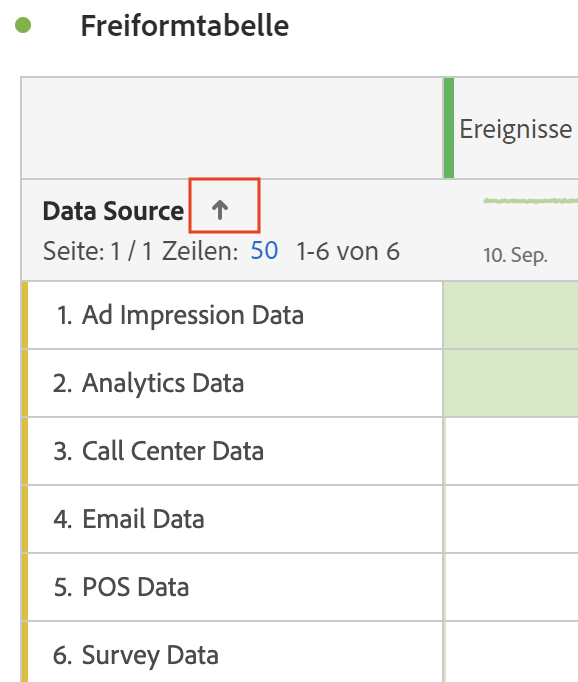 Freiformtabelle
Ereignisse
Data Source
Seite: 1 / 1 Zeilen: 50 1-6 von 6
10. Sep.
1. Ad Impression Data
2. Analytics Data
3. Call Center Data
4. Email Data
5. POS Data
6. Survey Data